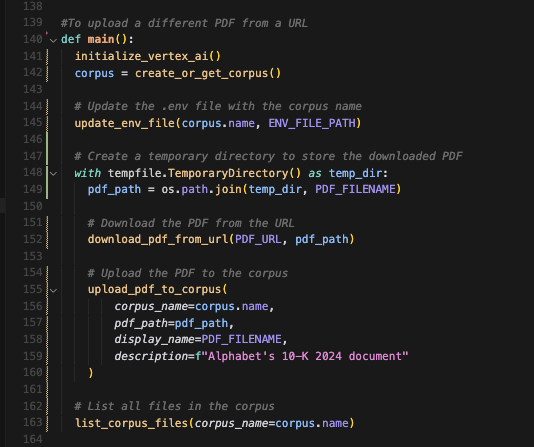 138
139 #To upload a different PDF from a URL
140 def main():
141 initialize_vertex_ai()
142 corpus = create_or_get_corpus()
143
144 # Update the .env file with the corpus name
145 update_env_file(corpus.name, ENV_FILE_PATH)
146
147 # Create a temporary directory to store the downloaded PDF
148 with tempfile.TemporaryDirectory() as temp_dir:
149 pdf_path = os.path.join(temp_dir, PDF_FILENAME)
150
151 # Download the PDF from the URL
152 download_pdf_from_url(PDF_URL, pdf_path)
153
154 # Upload the PDF to the corpus
155 upload_pdf_to_corpus(
156 corpus_name=corpus.name,
157 pdf_path=pdf_path,
158 display_name=PDF_FILENAME,
159 description=f"Alphabet's 10-K 2024 document"
160 )
161
162 # List all files in the corpus
163 list_corpus_files(corpus_name=corpus.name)
164